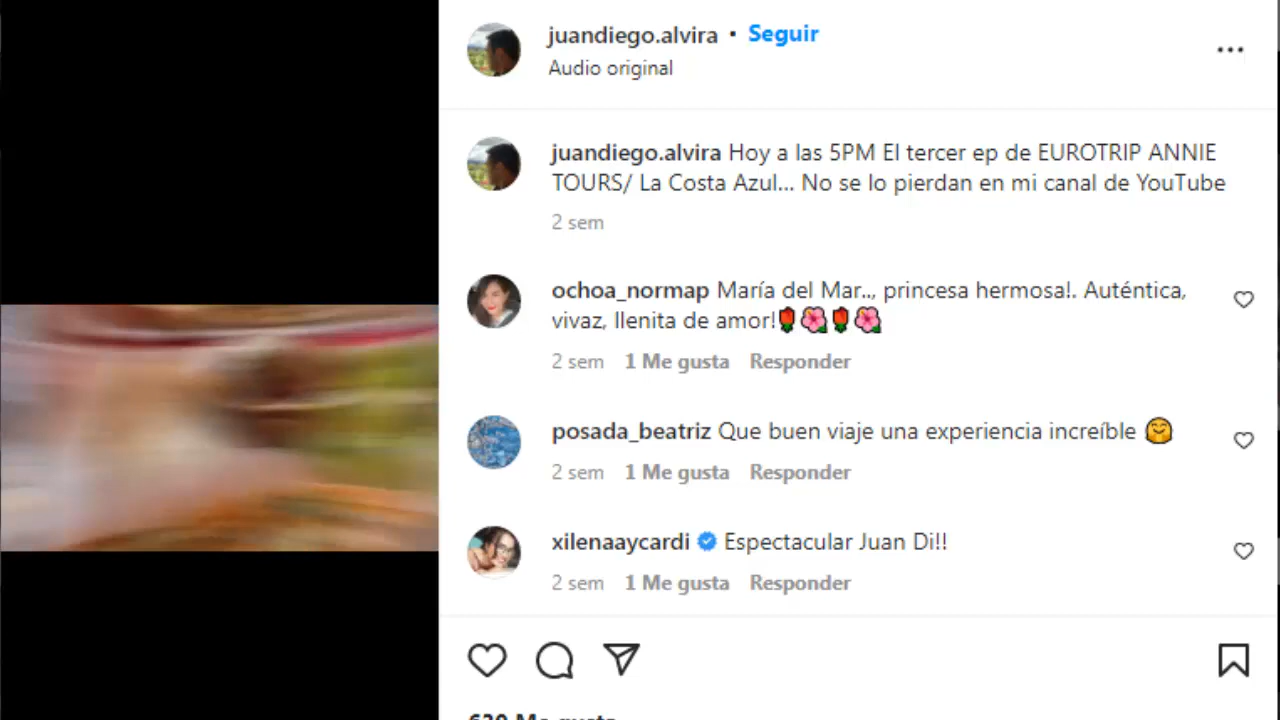 juandiego.alvira • Seguir
Audio original
juandiego.alvira Hoy a las 5PM El tercer ep de EUROTRIP ANNIE
TOURS/ La Costa Azul... No se lo pierdan en mi canal de YouTube
2 sem
ochoa_normap María del Mar.., princesa hermosa!. Auténtica,
vivaz, llenita de amor!🌹🌺🌹🌺
2 sem 1 Me gusta Responder
posada_beatriz Que buen viaje una experiencia increíble 🤗
2 sem 1 Me gusta Responder
xilenaaycardi Espectacular Juan Di!!
2 sem 1 Me gusta Responder